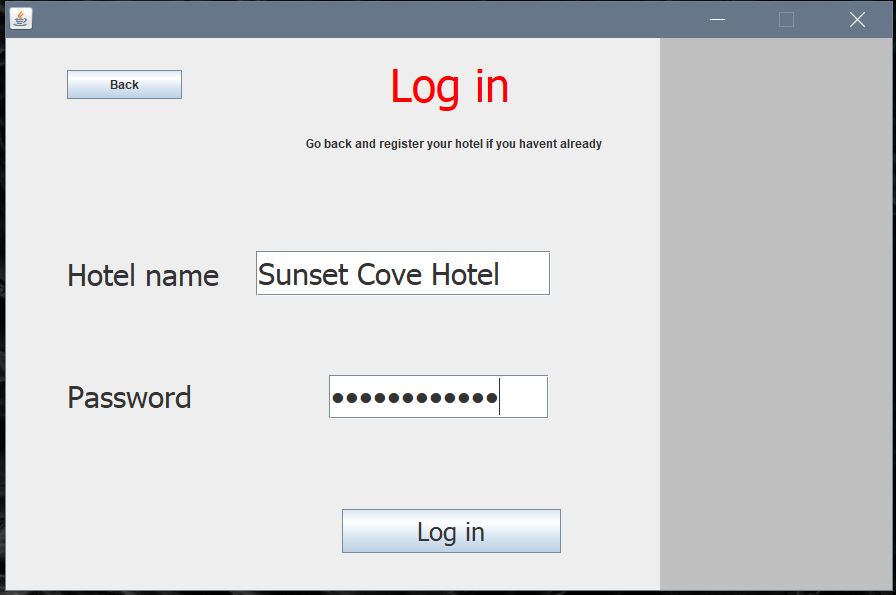 Back
Log in
Go back and register your hotel if you havent already
Hotel name
Sunset Cove Hotel
Password
••••••••••••
Log in